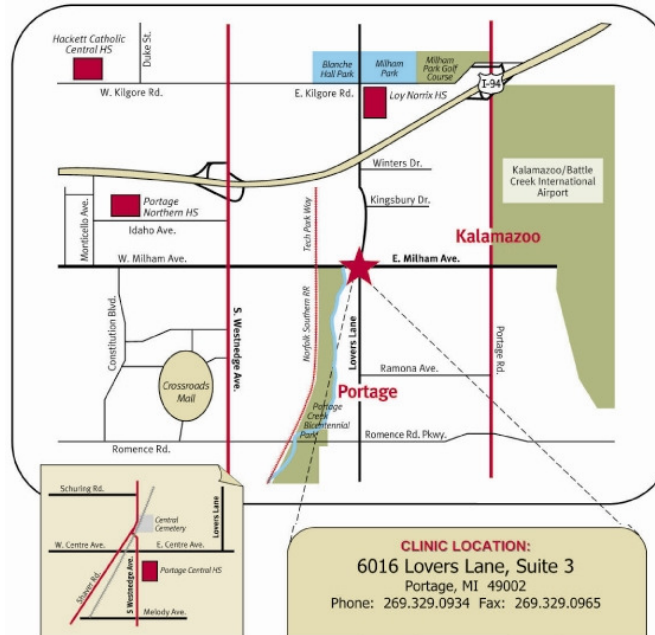 Hackett Catholic
Central HS
Duke St.
Blanche
Hall Park
Milham
Park
Milham
Park Golf
Course
I-94
W. Kilgore Rd.
E. Kilgore Rd.
Loy Norrix HS
Winters Dr.
Kalamazoo/Battle
Creek International
Airport
Monticello Ave.
Portage
Northern HS
Idaho Ave.
Tech Park Way
Kingsbury Dr.
Kalamazoo
Portage
W. Milham Ave.
E. Milham Ave.
Constitution Blvd.
S. Westnedge Ave.
Norfolk Southern RR
Lovers Lane
Portage Rd.
Crossroads
Mall
Ramona Ave.
Portage
Portage
Creek
Bicentennial
Park
Romence Rd.
Romence Rd. Pkwy.
Schuring Rd.
Central
Cemetery
Lovers Lane
W. Centre Ave.
E. Centre Ave.
Shaver Rd.
S Westnedge Ave.
Portage Central HS
Melody Ave.
CLINIC LOCATION:
6016 Lovers Lane, Suite 3
Portage, MI 49002
Phone: 269.329.0934 Fax: 269.329.0965